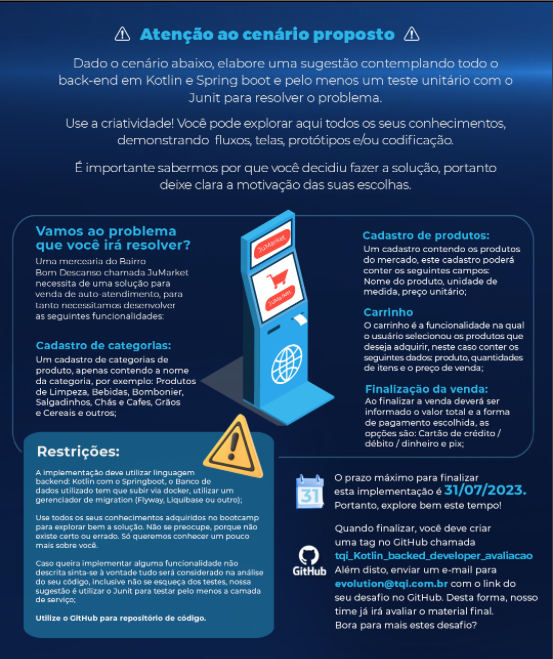 Atenção ao cenário proposto
Dado o cenário abaixo, elabore uma sugestão contemplando todo o
back-end em Kotlin e Spring boot e pelo menos um teste unitário com o
Junit para resolver o problema.
Use a criatividade! Você pode explorar aqui todos os seus conhecimentos,
demonstrando fluxos, telas, protótipos e/ou codificação.
É importante sabermos por que você decidiu fazer a solução, portanto
deixe clara a motivação das suas escolhas.
Vamos ao problema
que você irá resolver?
Uma mercearia do Bairro
Bom Descanso chamada JuMarket
necessita de uma solução para
venda de auto-atendimento, para
tanto necessitamos desenvolver
as seguintes funcionalidades:
Cadastro de categorias:
Um cadastro de categorias de
produto, apenas contendo a nome
da categoria, por exemplo: Produtos
de Limpeza, Bebidas, Bombonier,
Salgadinhos, Chás e Cafes, Grãos
e Cereais e outros;
JuMarket
JuMarket
Cadastro de produtos:
Um cadastro contendo os produtos
do mercado, este cadastro poderá
conter os seguintes campos:
Nome do produto, unidade de
medida, preço unitário;
Carrinho
O carrinho é a funcionalidade na qual
o usuário selecionou os produtos que
deseja adquirir, neste caso conter os
seguintes dados: produto, quantidades
de itens e o preço de venda;
Finalização da venda:
Ao finalizar a venda deverá ser
informado o valor total e a forma
de pagamento escolhida, as
opções são: Cartão de crédito /
débito / dinheiro e pix;
Restrições:
A implementação deve utilizar linguagem
backend: Kotlin com o Springboot, o Banco de
dados utilizado tem que subir via docker, utilizar um
gerenciador de migration (Flyway, Liquibase ou outro);
Use todos os seus conhecimentos adquiridos no bootcamp
para explorar bem a solução. Não se preocupe, porque não
existe certo ou errado. Só queremos conhecer um pouco
mais sobre você.
Caso queira implementar alguma funcionalidade não
descrita sinta-se à vontade tudo será considerado na análise
do seu código, inclusive não se esqueça dos testes, nossa
sugestão é utilizar o Junit para testar pelo menos a camada
de serviço;
Utilize o GitHub para repositório de código.
31
O prazo máximo para finalizar
esta implementação é 31/07/2023.
Portanto, explore bem este tempo!
GitHub
Quando finalizar, você deve criar
uma tag no GitHub chamada
tqi_Kotlin_backed_developer_avaliacao
Além disto, enviar um e-mail para
evolution@tqi.com.br com o link do
seu desafio no GitHub. Desta forma, nosso
time já irá avaliar o material final.
Bora para mais estes desafio?